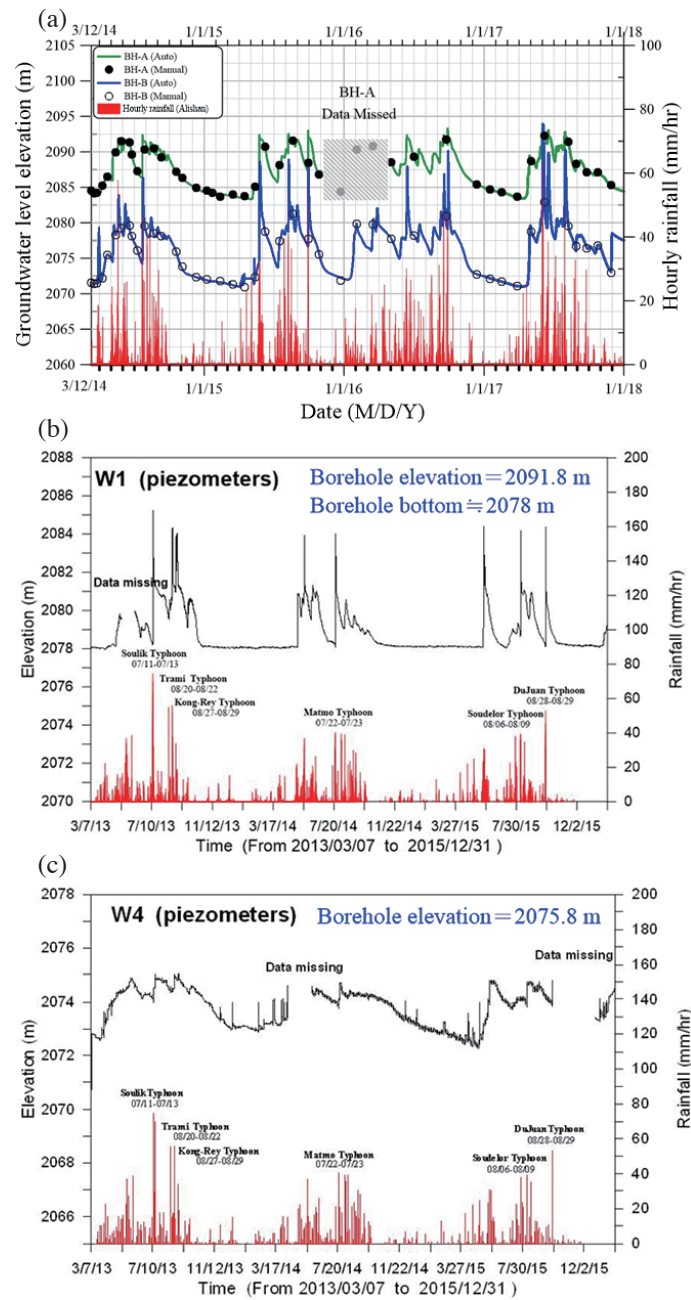 (a)
3/12/14 1/1/15 1/1/16 1/1/17 1/1/18
2105 100
BH-A (Auto)
BH-A (Manual)
BH-B (Auto)
BH-B (Manual)
Hourly rainfall (Alishan)
BH-A
Data Missed
2100
2095
2090
2085
2080
2075
2070
2065
2060
80
60
40
20
0
Groundwater level elevation (m)
Hourly rainfall (mm/hr)
3/12/14 1/1/15 1/1/16 1/1/17 1/1/18
Date (M/D/Y)
(b)
W1 (piezometers)
Borehole elevation=2091.8 m
Borehole bottom≒2078 m
2088
2086
2084
2082
2080
2078
2076
2074
2072
2071
2070
200
180
160
140
120
100
80
60
40
20
0
Elevation (m)
Rainfall (mm/hr)
Data missing
Soulik Typhoon
07/11-07/13
Trami Typhoon
08/20-08/22
Kong-Rey Typhoon
08/27-08/29
Matmo Typhoon
07/22-07/23
DuJuan Typhoon
08/28-08/29
Soudelor Typhoon
08/06-08/09
3/7/13 7/10/13 11/12/13 3/17/14 7/20/14 11/22/14 3/27/15 7/30/15 12/2/15
Time (From 2013/03/07 to 2015/12/31 )
(c)
W4 (piezometers)
Borehole elevation=2075.8 m
2078
2075
2074
2072
2070
2067
2065
200
180
160
140
120
100
80
60
40
20
0
Elevation (m)
Rainfall (mm/hr)
Data missing
Data missing
Soulik Typhoon
07/11-07/13
Trami Typhoon
08/20-08/22
Kong-Rey Typhoon
08/27-08/29
Matmo Typhoon
07/22-07/23
DuJuan Typhoon
08/28-08/29
Soudelor Typhoon
08/06-08/09
3/7/13 7/10/13 11/12/13 3/17/14 7/20/14 11/22/14 3/27/15 7/30/15 12/2/15
Time (From 2013/03/07 to 2015/12/31 )